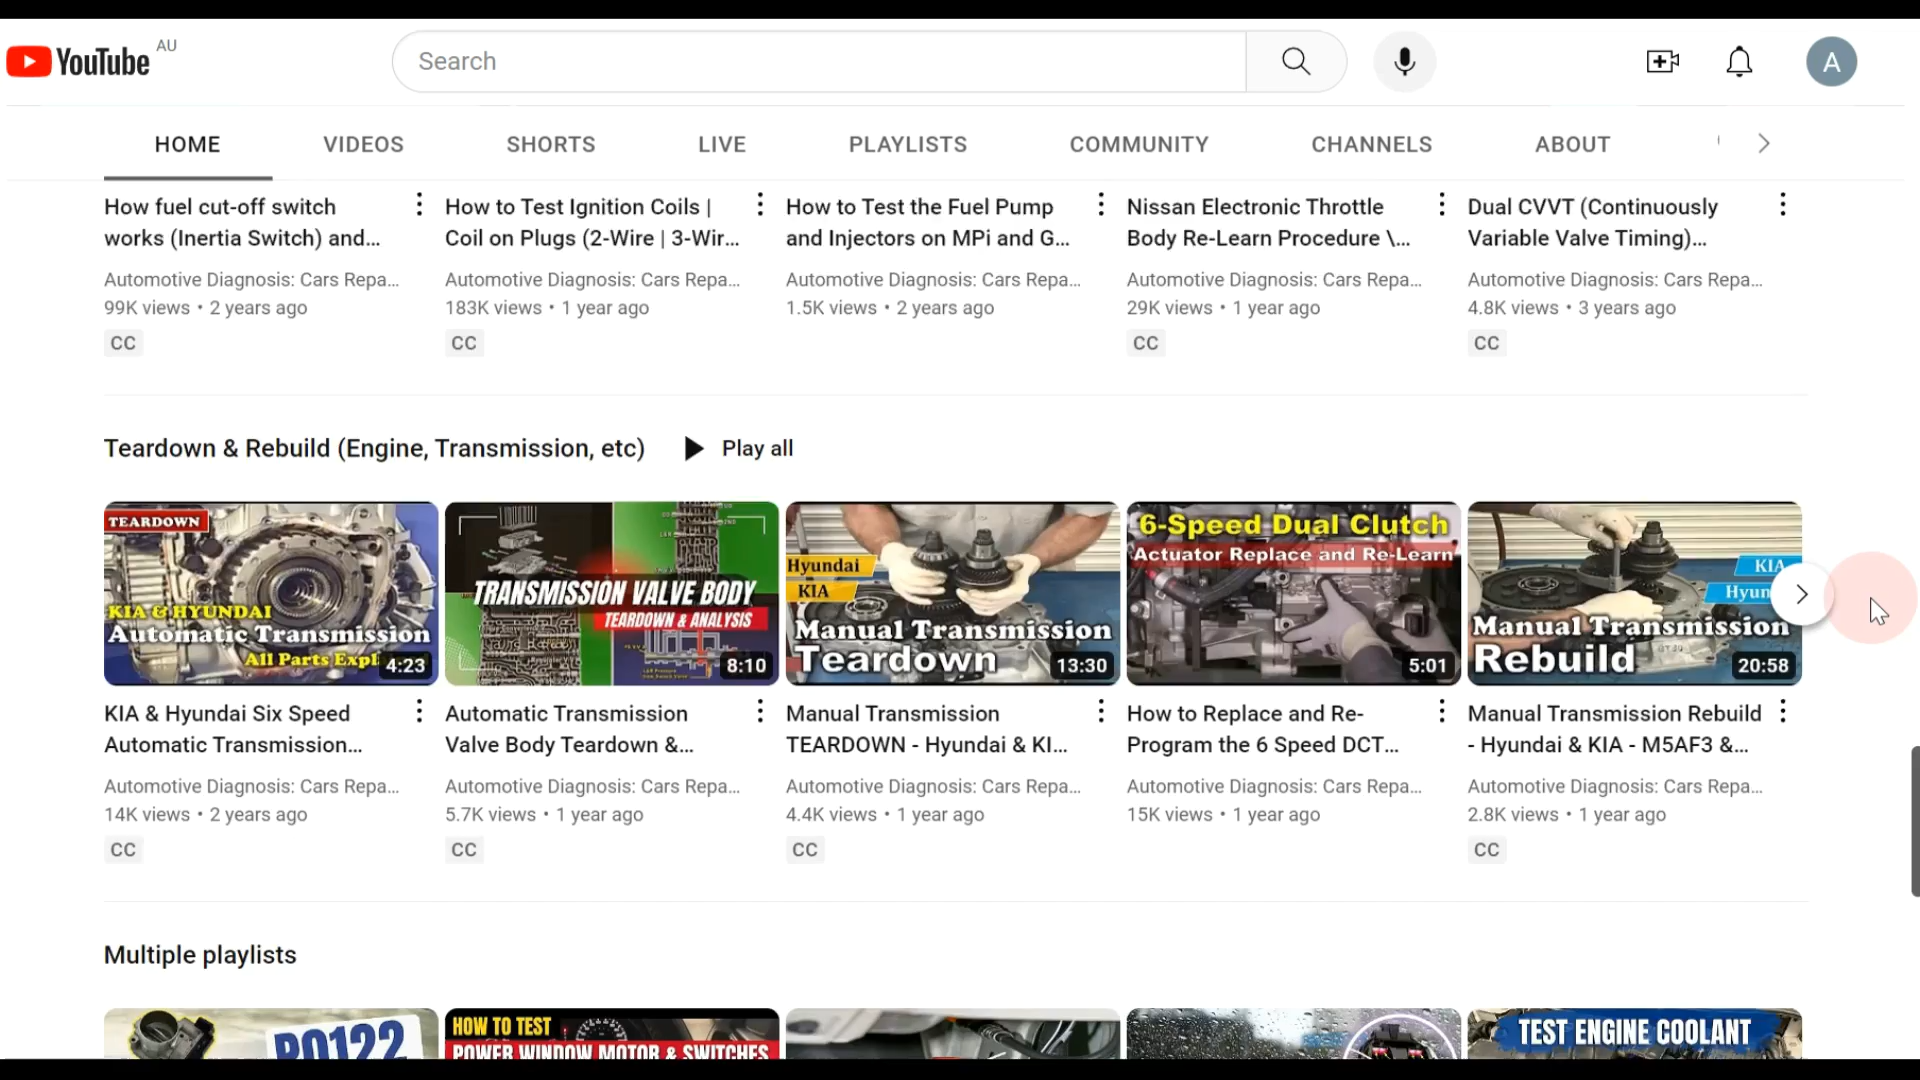 YouTube AU
Search
A
HOME VIDEOS SHORTS LIVE PLAYLISTS COMMUNITY CHANNELS ABOUT
How fuel cut-off switch
works (Inertia Switch) and...
Automotive Diagnosis: Cars Repa...
99K views • 2 years ago
CC
How to Test Ignition Coils |
Coil on Plugs (2-Wire | 3-Wir...
Automotive Diagnosis: Cars Repa...
183K views • 1 year ago
CC
How to Test the Fuel Pump
and Injectors on MPi and G...
Automotive Diagnosis: Cars Repa...
1.5K views • 2 years ago
Nissan Electronic Throttle
Body Re-Learn Procedure \...
Automotive Diagnosis: Cars Repa...
29K views • 1 year ago
CC
Dual CVVT (Continuously
Variable Valve Timing)...
Automotive Diagnosis: Cars Repa...
4.8K views • 3 years ago
CC
Teardown & Rebuild (Engine, Transmission, etc) Play all
TEARDOWN
KIA & HYUNDAI
Automatic Transmission
All Parts Expl
4:23
KIA & Hyundai Six Speed
Automatic Transmission...
Automotive Diagnosis: Cars Repa...
14K views • 2 years ago
CC
TRANSMISSION VALVE BODY
TEARDOWN & ANALYSIS
8:10
Automatic Transmission
Valve Body Teardown &...
Automotive Diagnosis: Cars Repa...
5.7K views • 1 year ago
CC
Hyundai
KIA
Manual Transmission
Teardown
13:30
Manual Transmission
TEARDOWN - Hyundai & KI...
Automotive Diagnosis: Cars Repa...
4.4K views • 1 year ago
CC
6-Speed Dual Clutch
Actuator Replace and Re-Learn
5:01
How to Replace and Re-
Program the 6 Speed DCT...
Automotive Diagnosis: Cars Repa...
15K views • 1 year ago
KIA
Hyun
Manual Transmission
Rebuild
20:58
Manual Transmission Rebuild
- Hyundai & KIA - M5AF3 &...
Automotive Diagnosis: Cars Repa...
2.8K views • 1 year ago
CC
Multiple playlists
P0122
HOW TO TEST
POWER WINDOW MOTOR & SWITCHES
TEST ENGINE COOLANT